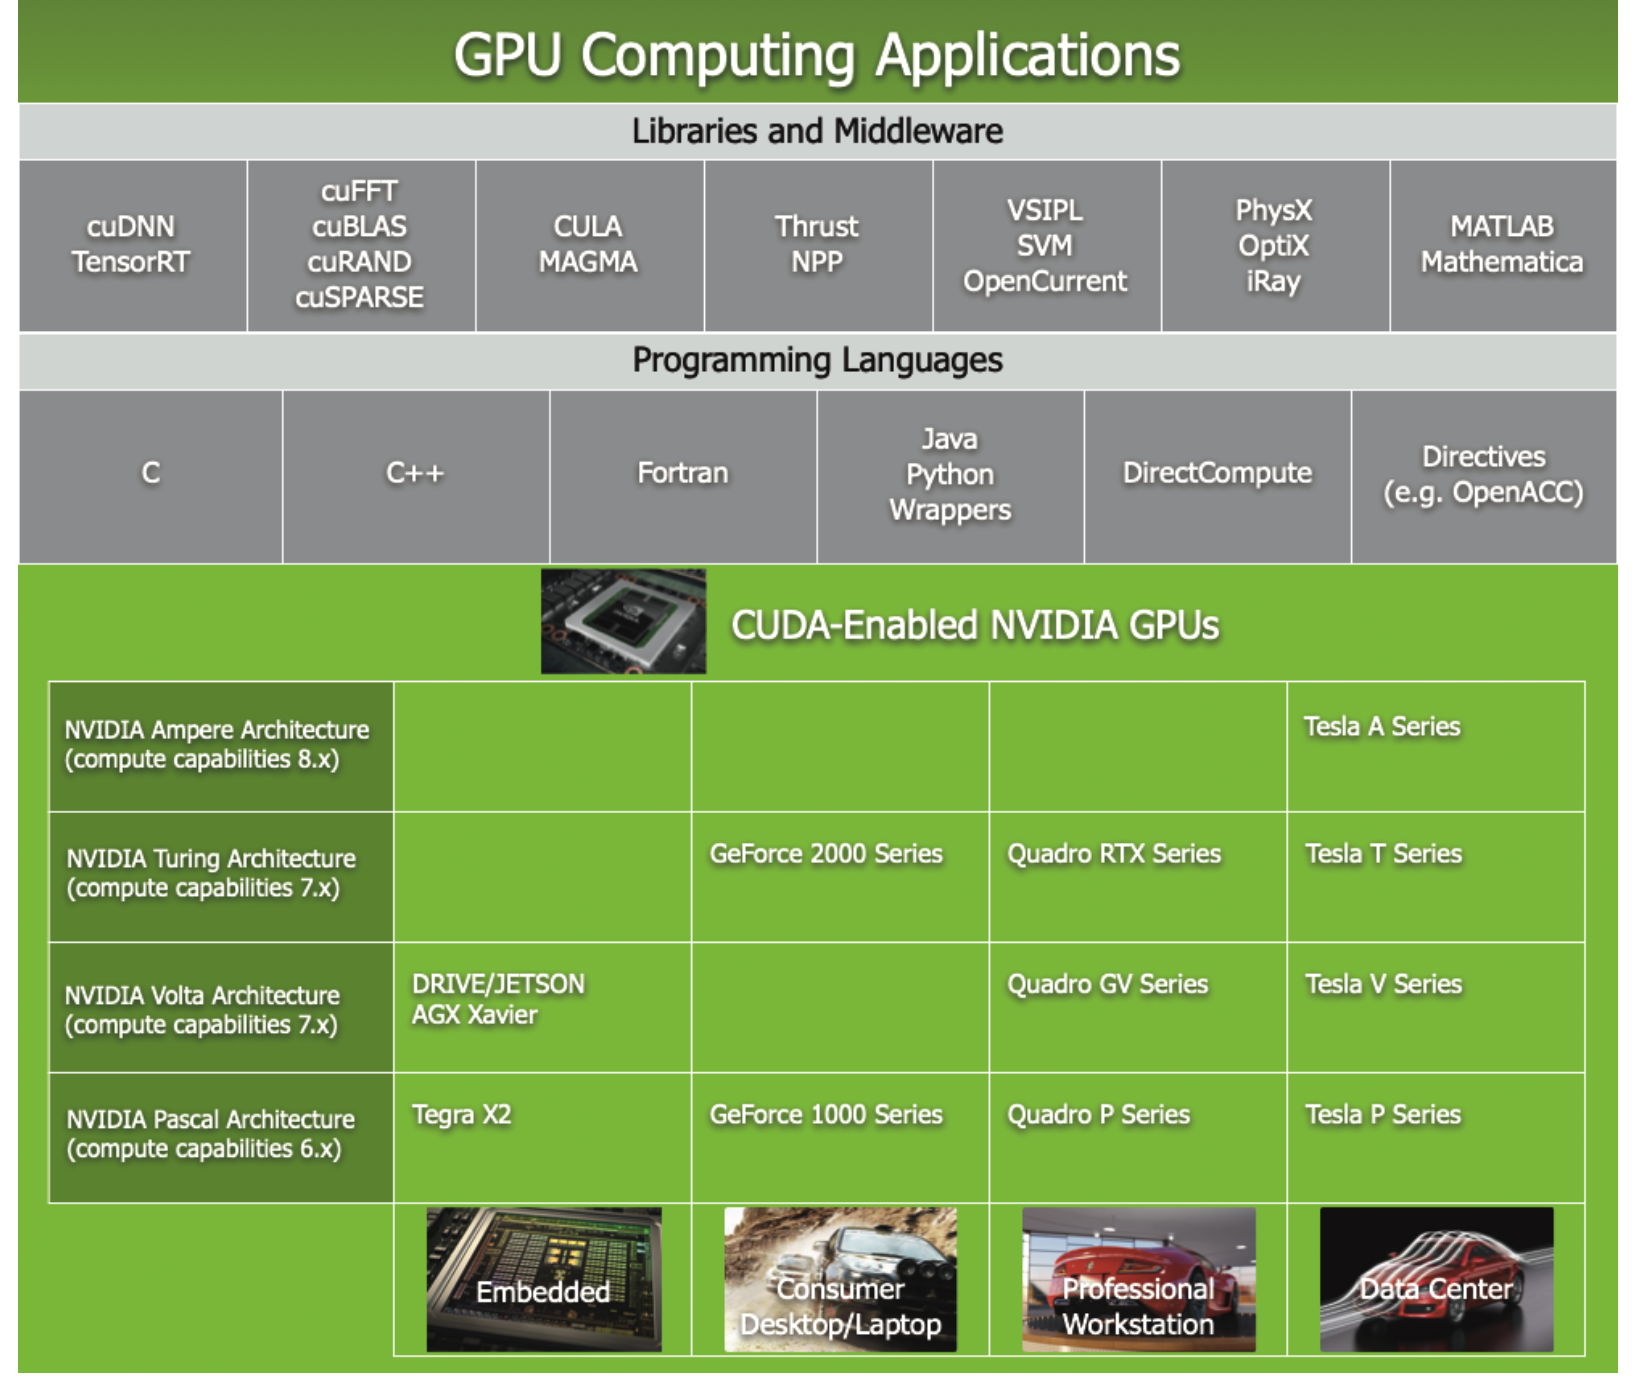 GPU Computing Applications
Libraries and Middleware
cuDNN
TensorRT
cuFFT
cuBLAS
cuRAND
cuSPARSE
CULA
MAGMA
Thrust
NPP
VSIPL
SVM
OpenCurrent
PhysX
OptiX
iRay
MATLAB
Mathematica
Programming Languages
C
C++
Fortran
Java
Python
Wrappers
DirectCompute
Directives
(e.g. OpenACC)
CUDA-Enabled NVIDIA GPUs
NVIDIA Ampere Architecture
(compute capabilities 8.x)
Tesla A Series
NVIDIA Turing Architecture
(compute capabilities 7.x)
GeForce 2000 Series
Quadro RTX Series
Tesla T Series
NVIDIA Volta Architecture
(compute capabilities 7.x)
DRIVE/JETSON
AGX Xavier
Quadro GV Series
Tesla V Series
NVIDIA Pascal Architecture
(compute capabilities 6.x)
Tegra X2
GeForce 1000 Series
Quadro P Series
Tesla P Series
Embedded
Consumer
Desktop/Laptop
Professional
Workstation
Data Center